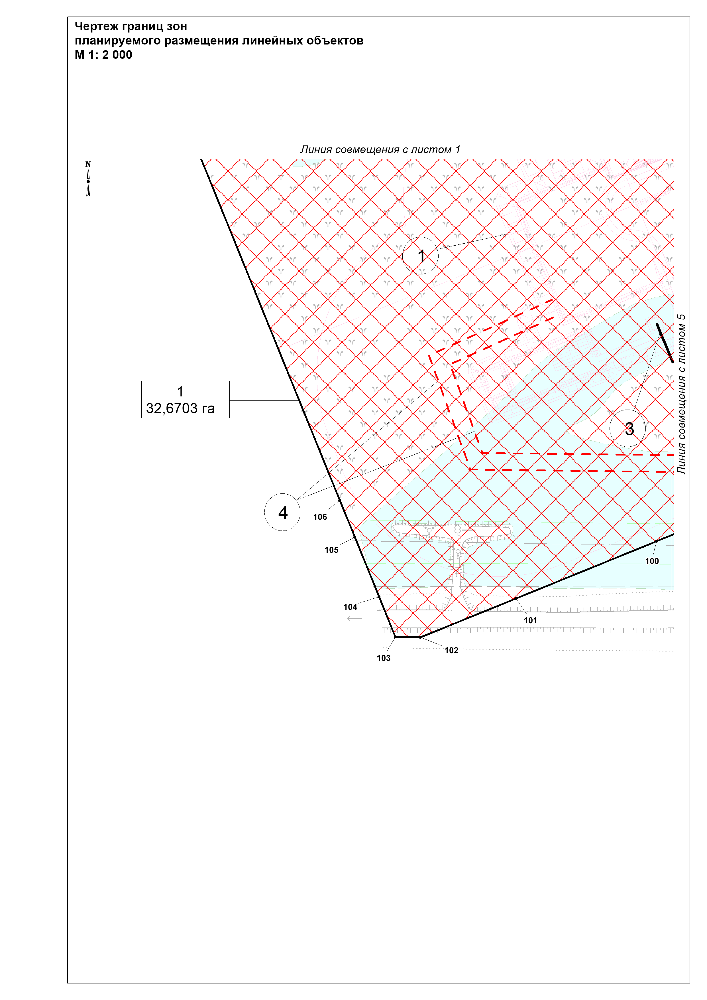 Чертеж границ зон
планируемого размещения линейных объектов
М 1: 2 000
Линия совмещения с листом 1
N
1
Линия совмещения с листом 5
1
32,6703 га
3
4
106
105
100
104
101
102
103